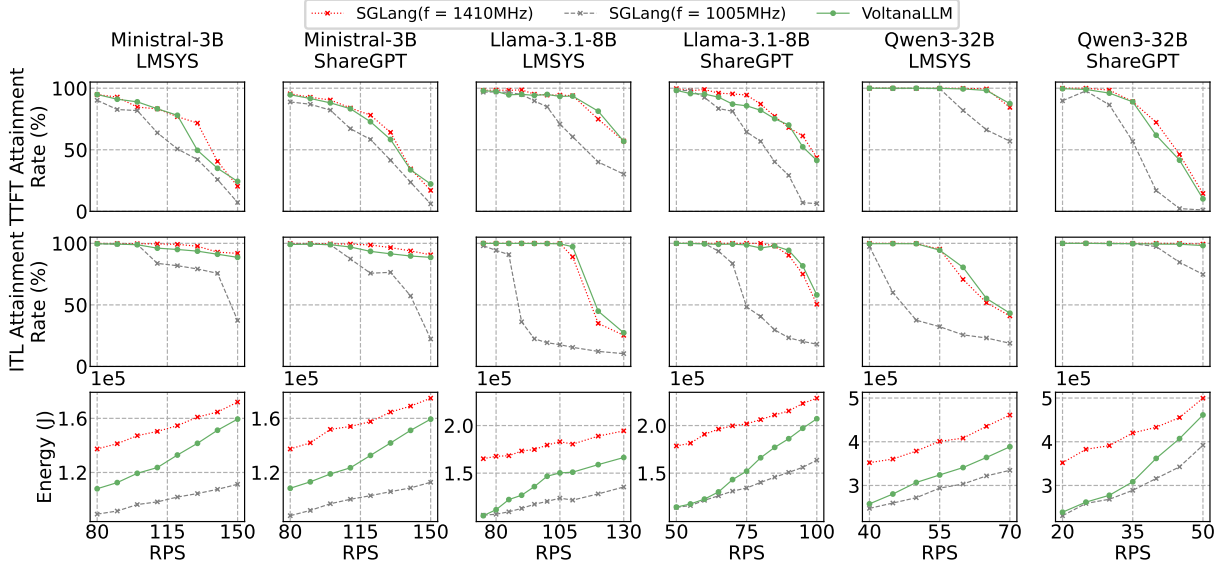 SGLang(f = 1410MHz) SGLang(f = 1005MHz) VoltanaLLM
Ministral-3B Ministral-3B Llama-3.1-8B Llama-3.1-8B Qwen3-32B Qwen3-32B
LMSYS ShareGPT LMSYS ShareGPT LMSYS ShareGPT
TTFT Attainment
Rate (%)
100
50
0
ITL Attainment
Rate (%)
100
50
0
1e5 1e5 1e5 1e5
Energy (J)
1.6 1.6 2.0 2.0 5 5
4 4
1.2 1.2 1.5 1.5 3 3
80 115 150 80 115 150 80 105 130 50 75 100 40 55 70 20 35 50
RPS RPS RPS RPS RPS RPS